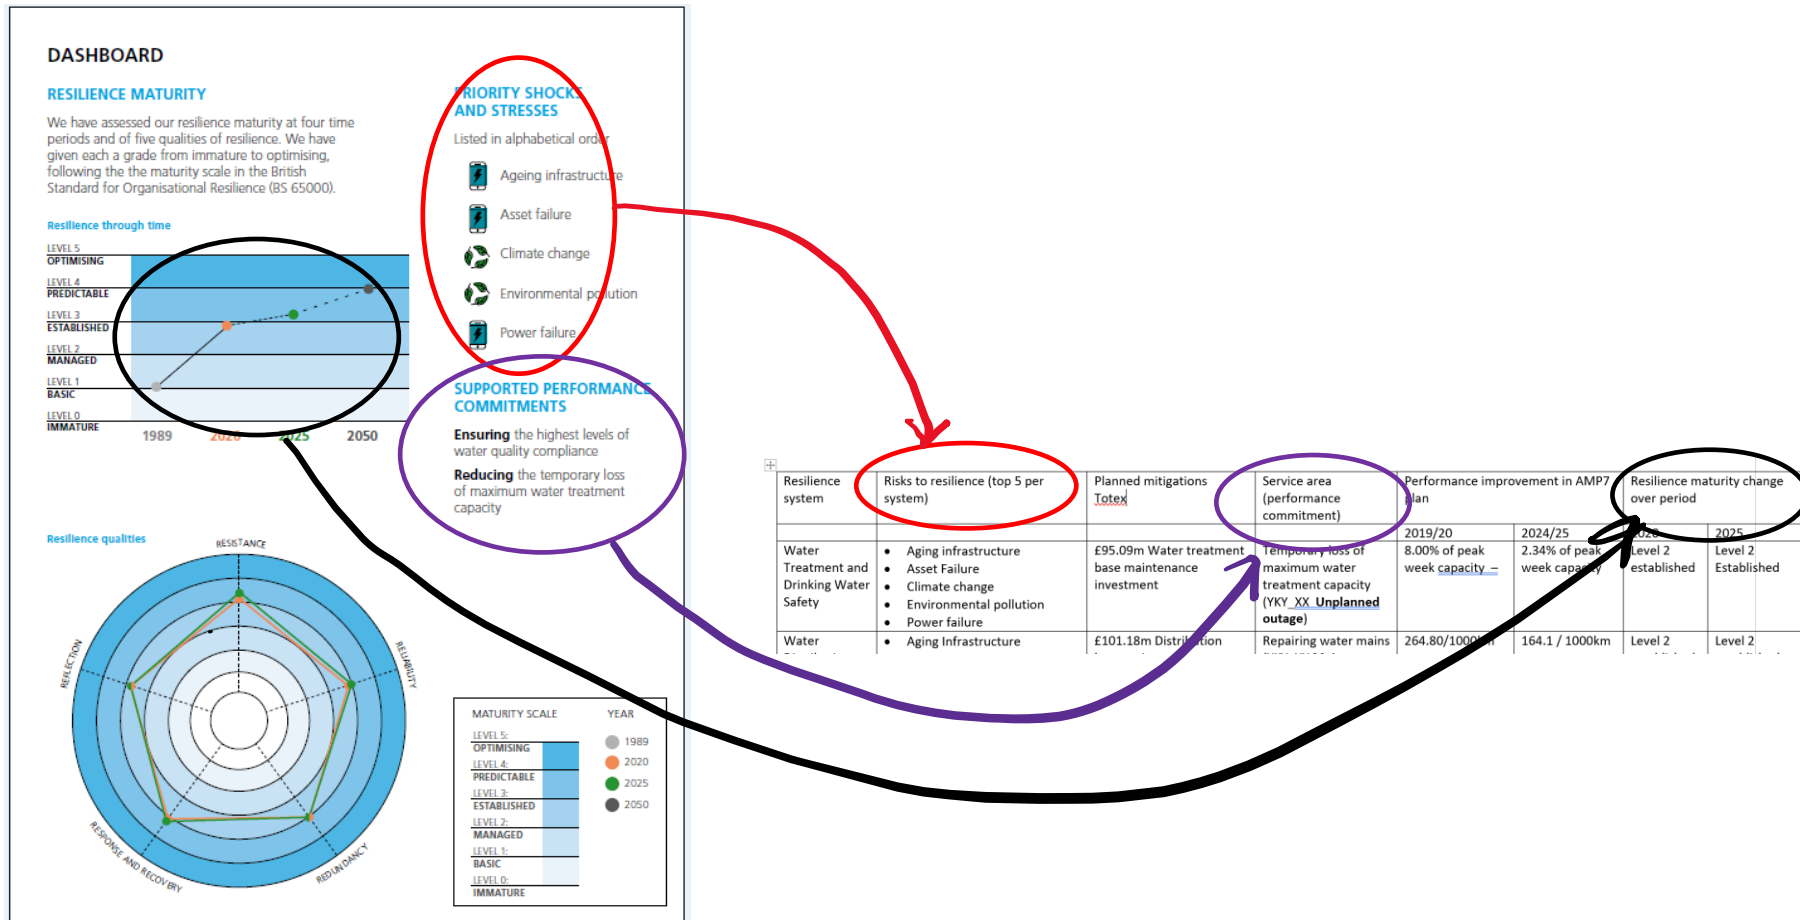 DASHBOARD
RESILIENCE MATURITY
We have assessed our resilience maturity at four time
periods and of five qualities of resilience. We have
given each a grade from immature to optimising,
following the the maturity scale in the British
Standard for Organisational Resilience (BS 65000).
Resilience through time
LEVEL 5
OPTIMISING
LEVEL 4
PREDICTABLE
LEVEL 3
ESTABLISHED
LEVEL 2
MANAGED
LEVEL 1
BASIC
LEVEL 0
IMMATURE
1989 2020 2025 2050
PRIORITY SHOCKS
AND STRESSES
Listed in alphabetical order
Ageing infrastructure
Asset failure
Climate change
Environmental pollution
Power failure
SUPPORTED PERFORMANCE
COMMITMENTS
Ensuring the highest levels of
water quality compliance
Reducing the temporary loss
of maximum water treatment
capacity
Resilience qualities
RESISTANCE
RELIABILITY
REDUNDANCY
RESPONSE AND RECOVERY
REFLECTION
MATURITY SCALE
LEVEL 5:
OPTIMISING
LEVEL 4:
PREDICTABLE
LEVEL 3:
ESTABLISHED
LEVEL 2:
MANAGED
LEVEL 1:
BASIC
LEVEL 0:
IMMATURE
YEAR
1989
2020
2025
2050
Resilience
system
Risks to resilience (top 5 per
system)
Planned mitigations
Totex
Service area
(performance
commitment)
Performance improvement in AMP7
plan
Resilience maturity change
over period
2019/20
2024/25
2020
2025
Water
Treatment and
Drinking Water
Safety
• Aging infrastructure
• Asset Failure
• Climate change
• Environmental pollution
• Power failure
£95.09m Water treatment
base maintenance
investment
Temporary loss of
maximum water
treatment capacity
(YKY_XX Unplanned
outage)
8.00% of peak
week capacity –
2.34% of peak
week capacity
Level 2
established
Level 2
Established
Water
• Aging Infrastructure
£101.18m Distribution
Repairing water mains
264.80/1000km
164.1 / 1000km
Level 2
Level 2